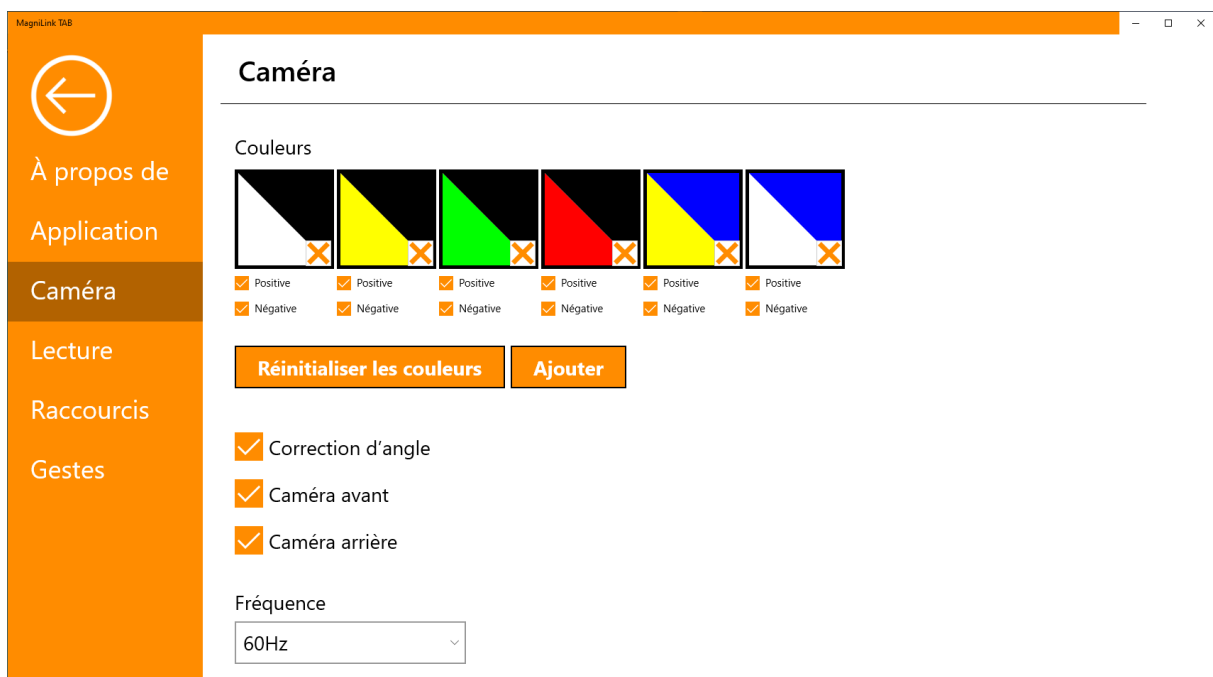 MagniLink TAB
Caméra
À propos de
Application
Caméra
Lecture
Raccourcis
Gestes
Couleurs
Positive Positive Positive Positive Positive Positive
Négative Négative Négative Négative Négative Négative
Réinitialiser les couleurs Ajouter
Correction d’angle
Caméra avant
Caméra arrière
Fréquence
60Hz